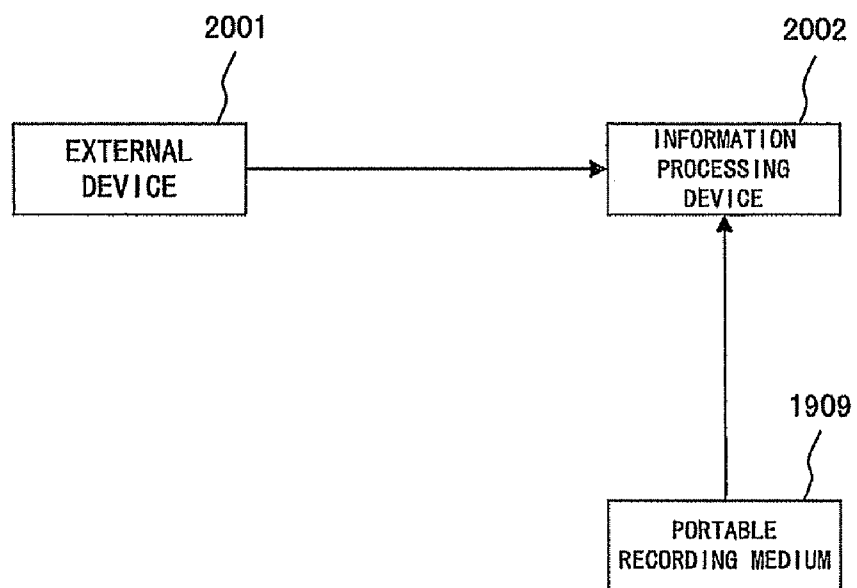 2001
2002
EXTERNAL
DEVICE
INFORMATION
PROCESSING
DEVICE
1909
PORTABLE
RECORDING MEDIUM